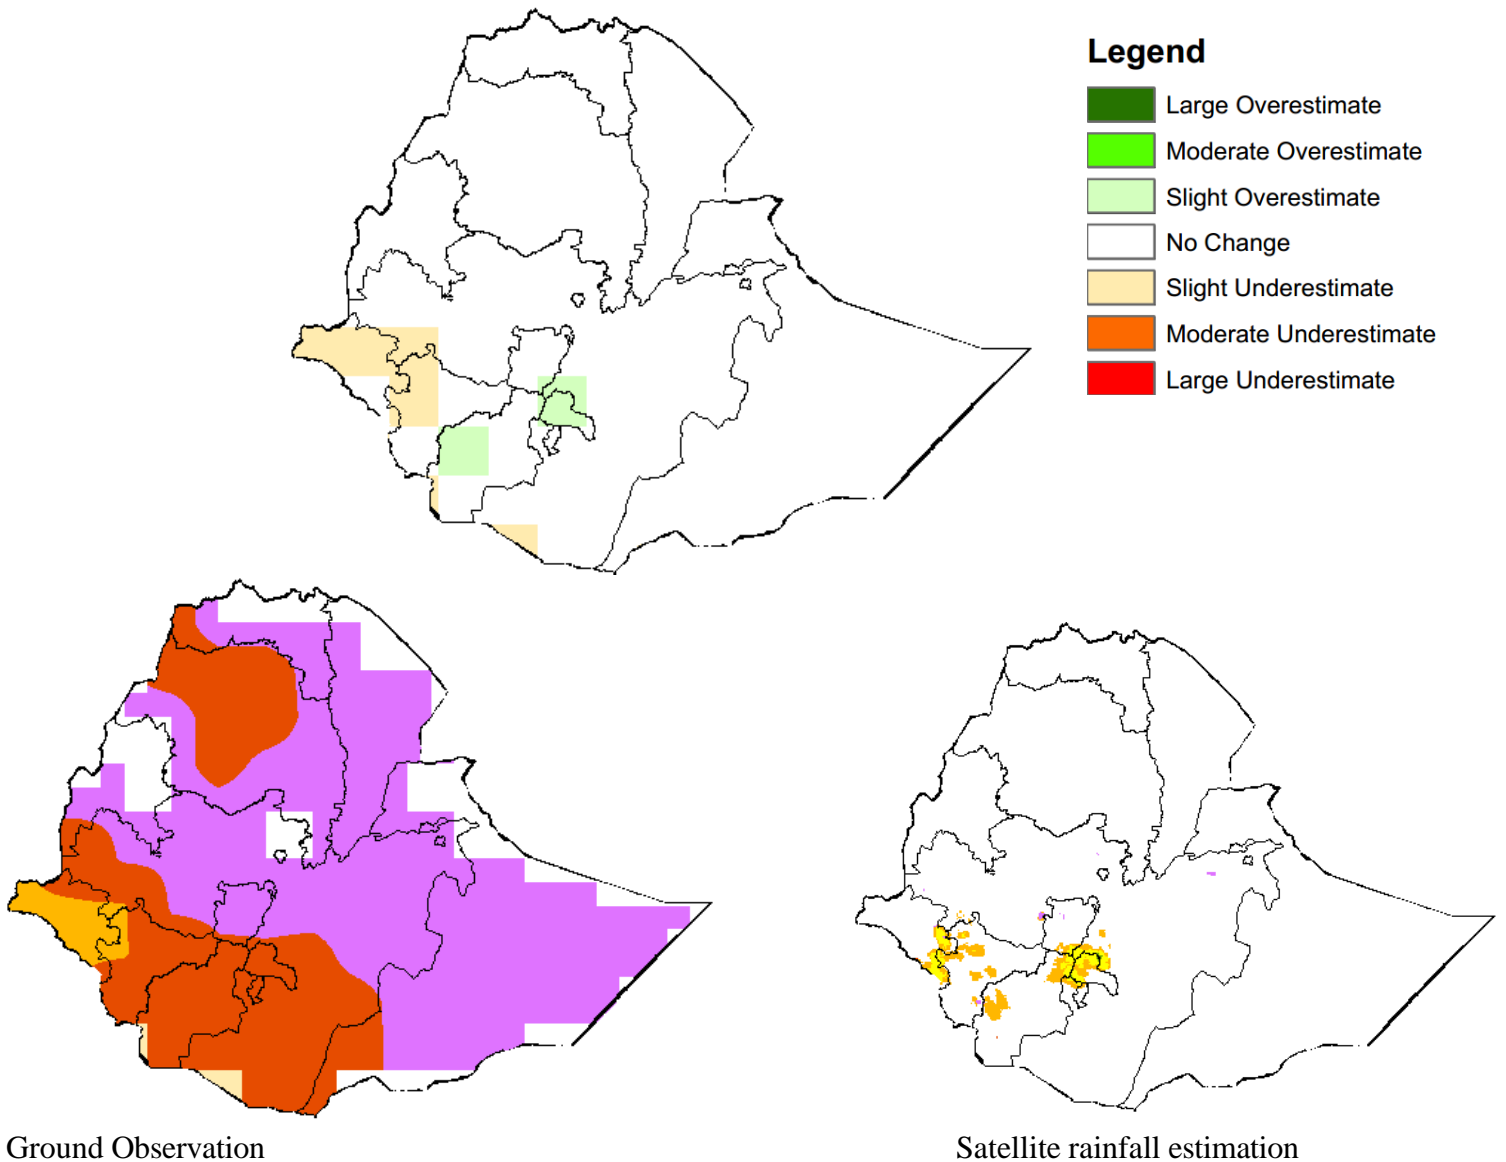 Legend
Large Overestimate
Moderate Overestimate
Slight Overestimate
No Change
Slight Underestimate
Moderate Underestimate
Large Underestimate
Ground Observation
Satellite rainfall estimation